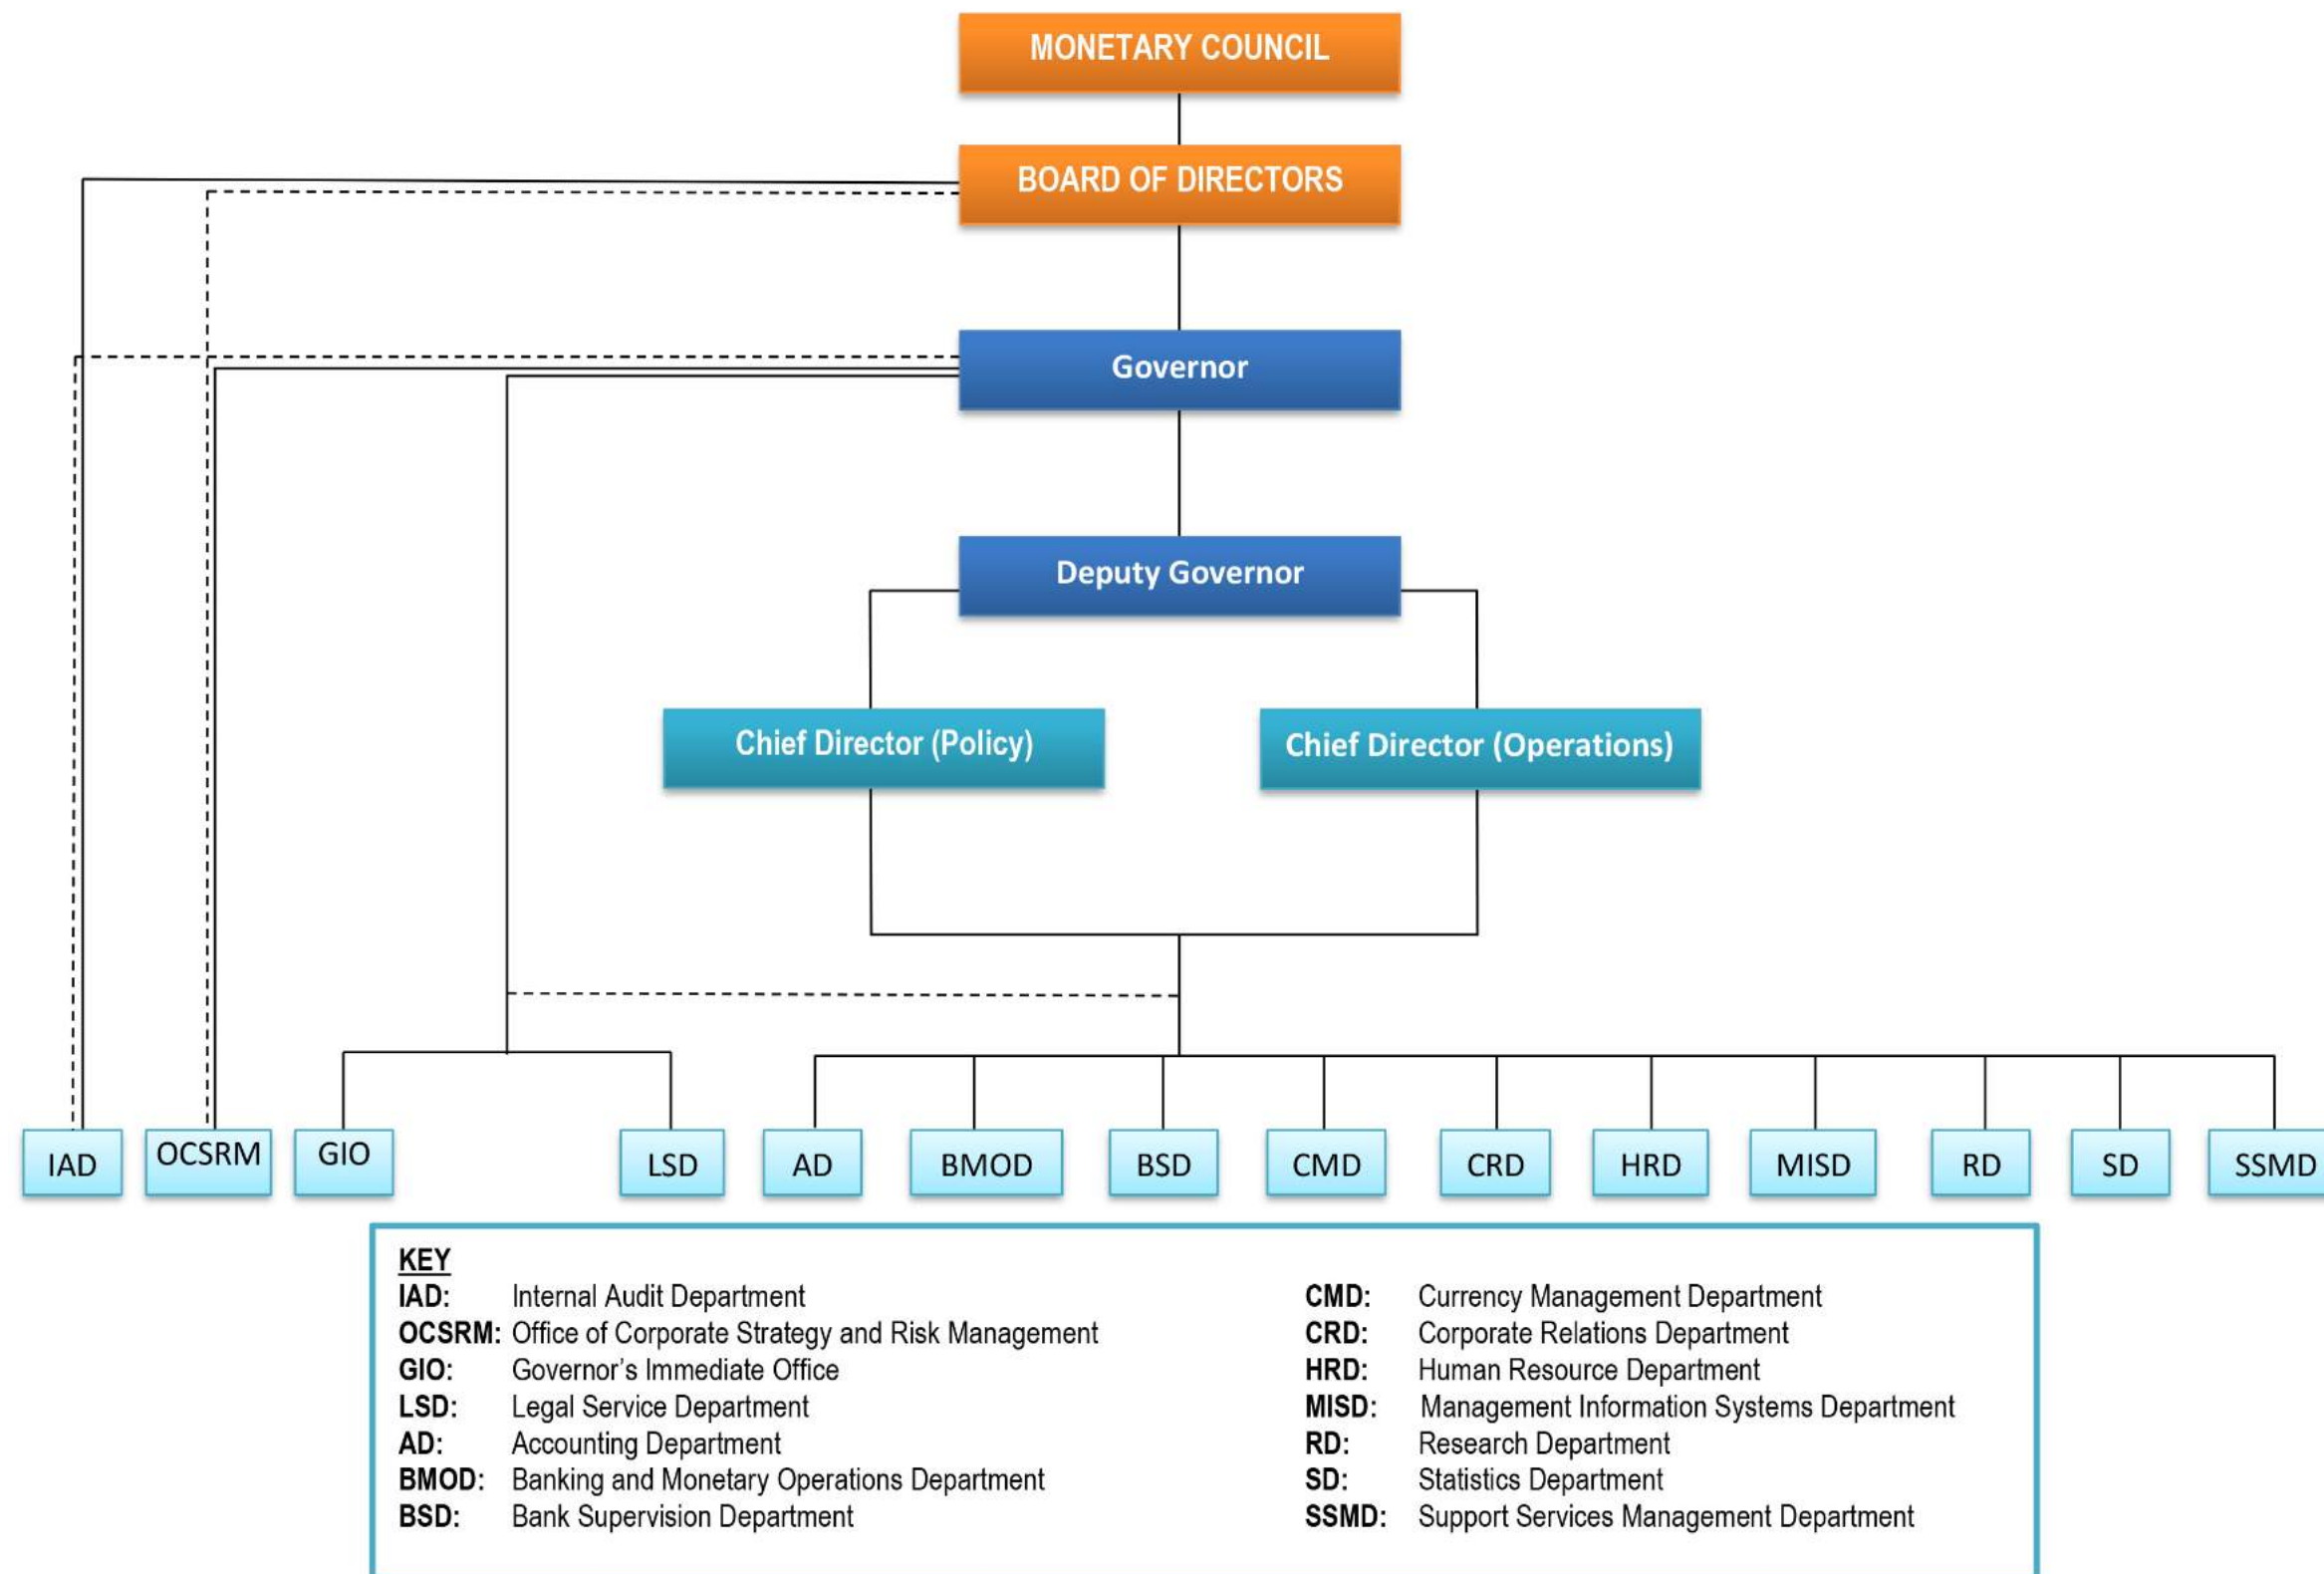 MONETARY COUNCIL
BOARD OF DIRECTORS
Governor
Deputy Governor
Chief Director (Policy)
Chief Director (Operations)
IAD
OCSRM
GIO
LSD
AD
BMOD
BSD
CMD
CRD
HRD
MISD
RD
SD
SSMD
KEY
IAD: Internal Audit Department
OCSRM: Office of Corporate Strategy and Risk Management
GIO: Governor’s Immediate Office
LSD: Legal Service Department
AD: Accounting Department
BMOD: Banking and Monetary Operations Department
BSD: Bank Supervision Department
CMD: Currency Management Department
CRD: Corporate Relations Department
HRD: Human Resource Department
MISD: Management Information Systems Department
RD: Research Department
SD: Statistics Department
SSMD: Support Services Management Department